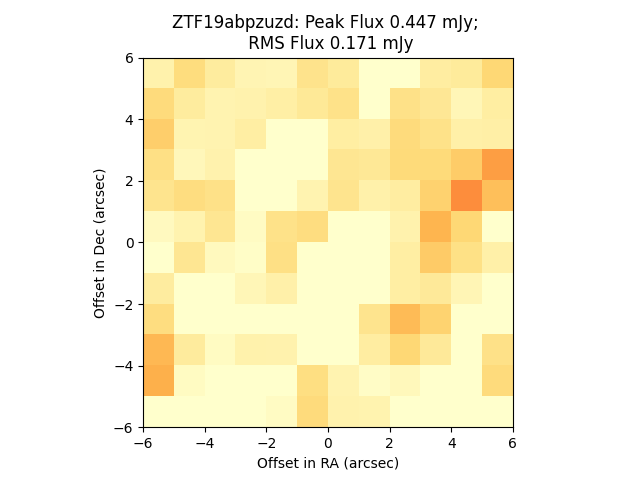 ZTF19abpzuzd: Peak Flux 0.447 mJy;
RMS Flux 0.171 mJy
6
4
2
0
−2
−4
−6
Offset in Dec (arcsec)
−6 −4 −2 0 2 4 6
Offset in RA (arcsec)